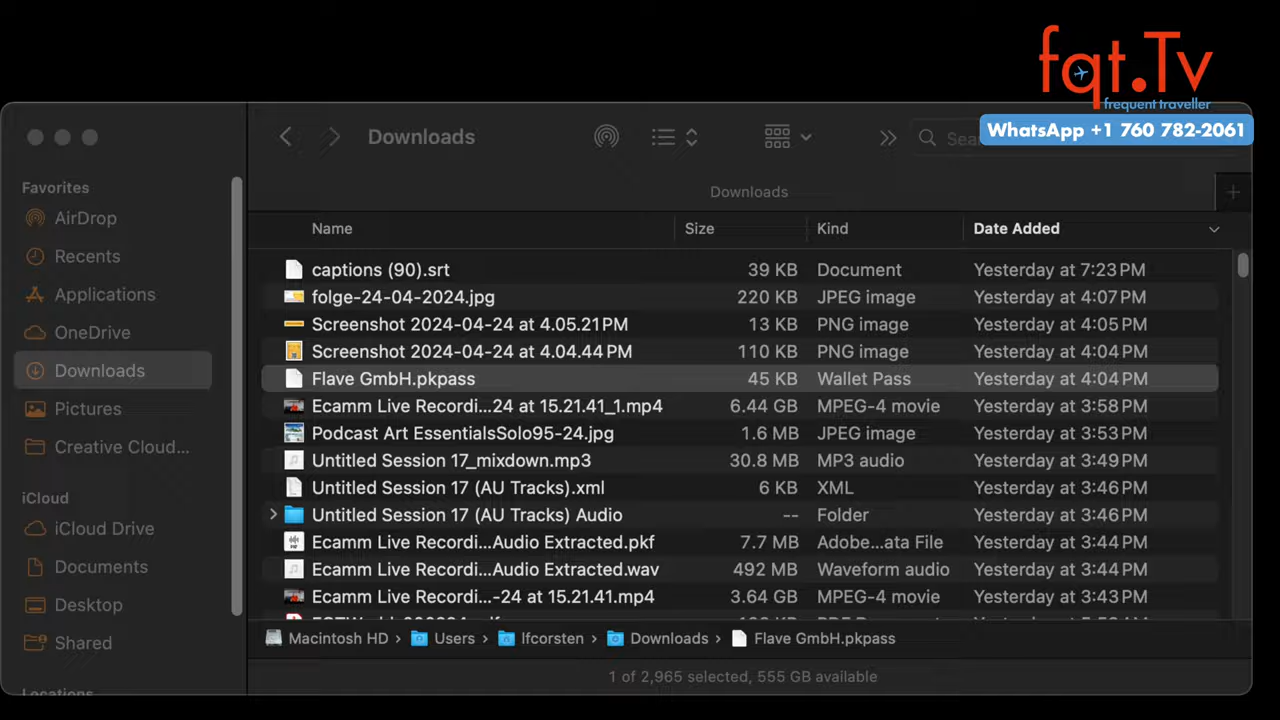 fqt.Tv
frequent traveller
WhatsApp +1 760 782-2061
Downloads
Favorites
AirDrop
Recents
Applications
OneDrive
Downloads
Pictures
Creative Cloud...
iCloud
iCloud Drive
Documents
Desktop
Shared
Locations
Downloads
Name Size Kind Date Added
captions (90).srt 39 KB Document Yesterday at 7:23 PM
folge-24-04-2024.jpg 220 KB JPEG image Yesterday at 4:07 PM
Screenshot 2024-04-24 at 4.05.21 PM 13 KB PNG image Yesterday at 4:05 PM
Screenshot 2024-04-24 at 4.04.44 PM 110 KB PNG image Yesterday at 4:04 PM
Flave GmbH.pkpass 45 KB Wallet Pass Yesterday at 4:04 PM
Ecamm Live Recordi...24 at 15.21.41_1.mp4 6.44 GB MPEG-4 movie Yesterday at 3:58 PM
Podcast Art EssentialsSolo95-24.jpg 1.6 MB JPEG image Yesterday at 3:53 PM
Untitled Session 17_mixdown.mp3 30.8 MB MP3 audio Yesterday at 3:49 PM
Untitled Session 17 (AU Tracks).xml 6 KB XML Yesterday at 3:46 PM
Untitled Session 17 (AU Tracks) Audio -- Folder Yesterday at 3:46 PM
Ecamm Live Recordi...Audio Extracted.pkf 7.7 MB Adobe...ata File Yesterday at 3:44 PM
Ecamm Live Recordi...Audio Extracted.wav 492 MB Waveform audio Yesterday at 3:44 PM
Ecamm Live Recordi...-24 at 15.21.41.mp4 3.64 GB MPEG-4 movie Yesterday at 3:44 PM
Macintosh HD › Users › lfcorsten › Downloads › Flave GmbH.pkpass
1 of 2,965 selected, 555 GB available